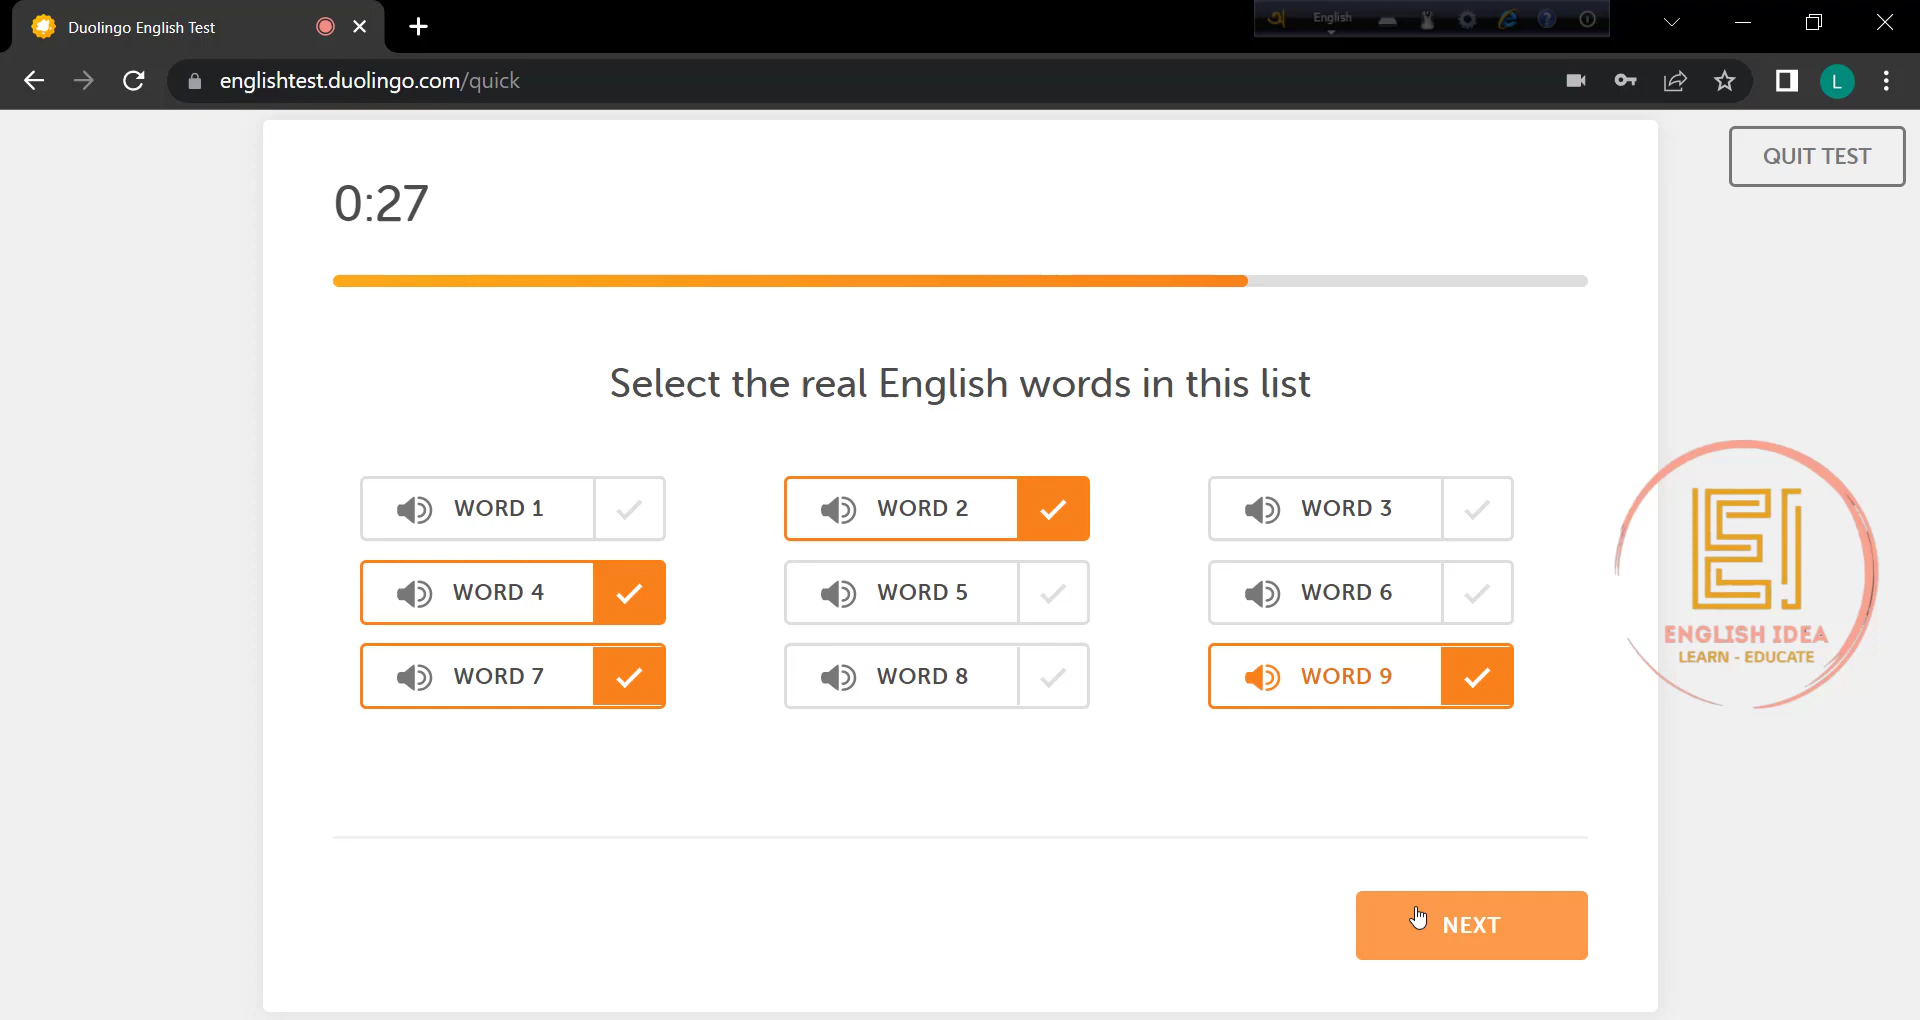 Duolingo English Test
English
englishtest.duolingo.com/quick
L
QUIT TEST
0:27
Select the real English words in this list
WORD 1
WORD 2
WORD 3
WORD 4
WORD 5
WORD 6
WORD 7
WORD 8
WORD 9
EI
ENGLISH IDEA
LEARN - EDUCATE
NEXT